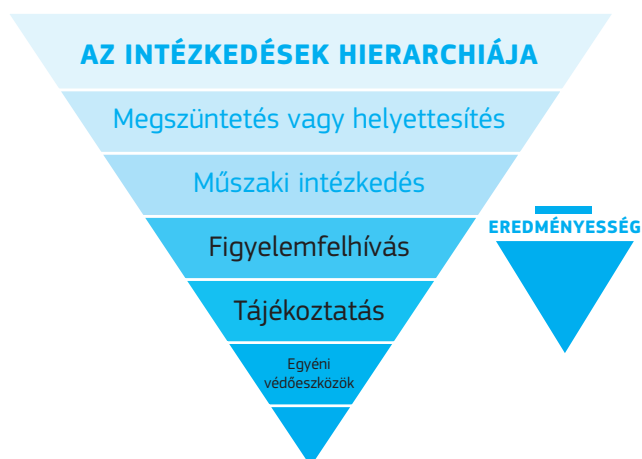 AZ INTÉZKEDÉSEK HIERARCHIÁJA
Megszüntetés vagy helyettesítés
Műszaki intézkedés
Figyelemfelhívás
Tájékoztatás
Egyéni
védőeszközök
EREDMÉNYESSÉG